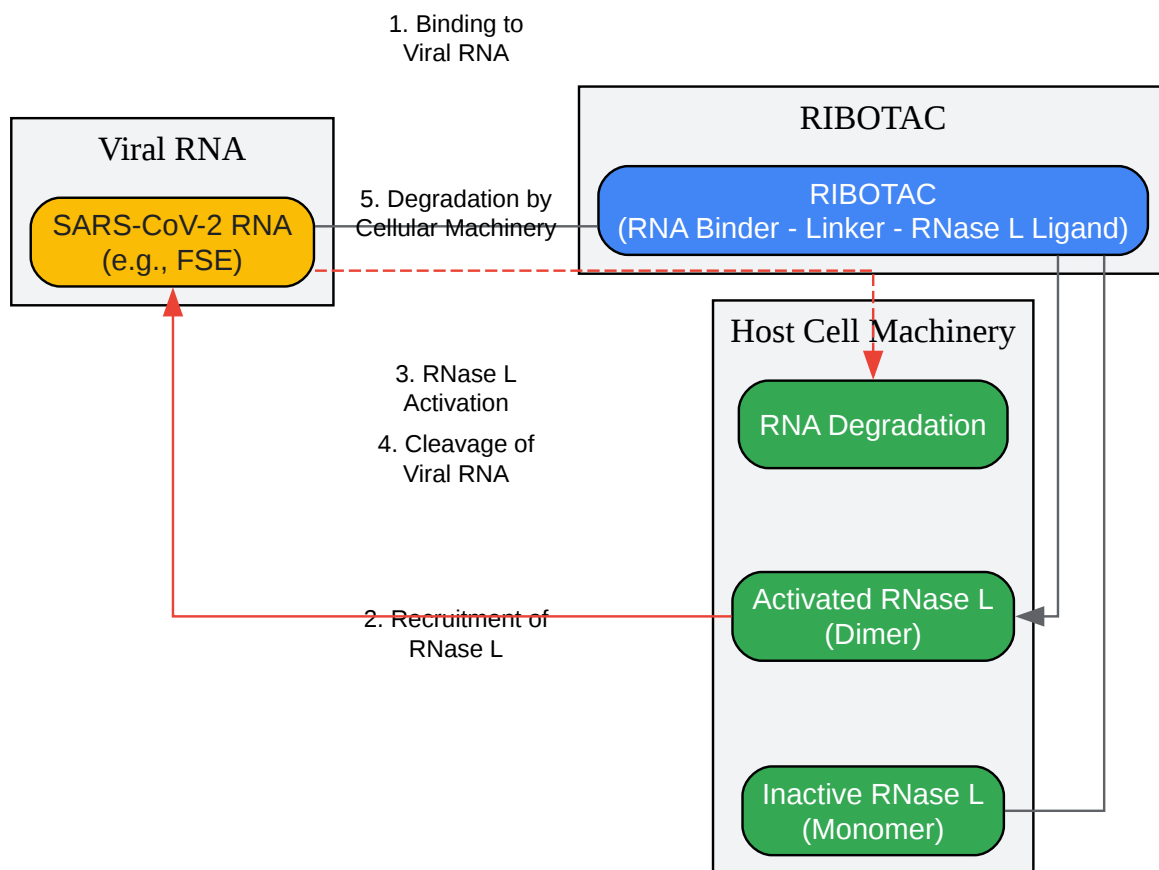 1. Binding to
Viral RNA
RIBOTAC
Viral RNA
RIBOTAC
(RNA Binder - Linker - RNase L Ligand)
5. Degradation by
Cellular Machinery
SARS-CoV-2 RNA
(e.g., FSE)
Host Cell Machinery
3. RNase L
Activation
RNA Degradation
4. Cleavage of
Viral RNA
Activated RNase L
(Dimer)
2. Recruitment of
RNase L
Inactive RNase L
(Monomer)